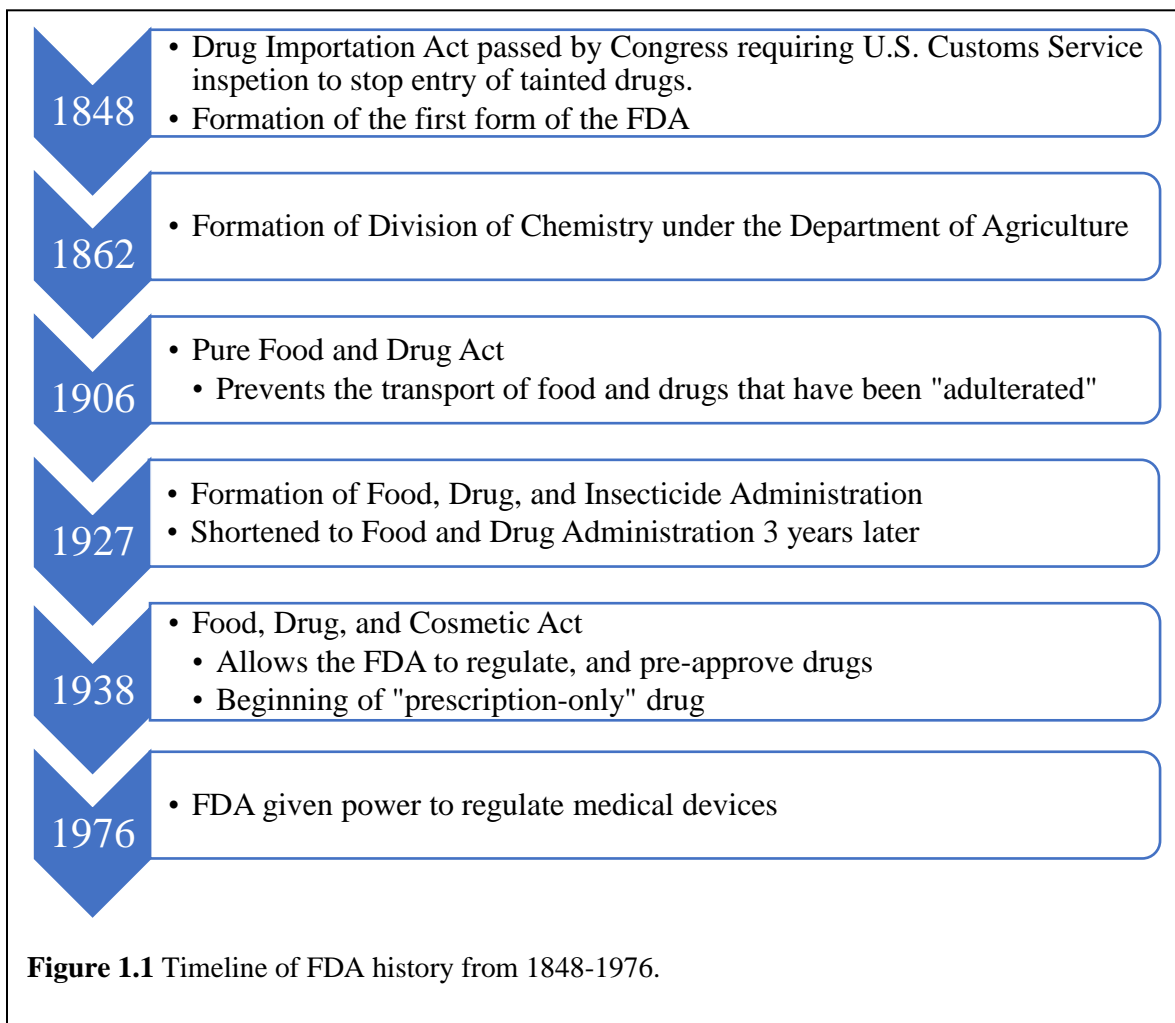 1848
• Drug Importation Act passed by Congress requiring U.S. Customs Service
inspetion to stop entry of tainted drugs.
• Formation of the first form of the FDA
1862
• Formation of Division of Chemistry under the Department of Agriculture
1906
• Pure Food and Drug Act
• Prevents the transport of food and drugs that have been "adulterated"
1927
• Formation of Food, Drug, and Insecticide Administration
• Shortened to Food and Drug Administration 3 years later
1938
• Food, Drug, and Cosmetic Act
• Allows the FDA to regulate, and pre-approve drugs
• Beginning of "prescription-only" drug
1976
• FDA given power to regulate medical devices
Figure 1.1 Timeline of FDA history from 1848-1976.